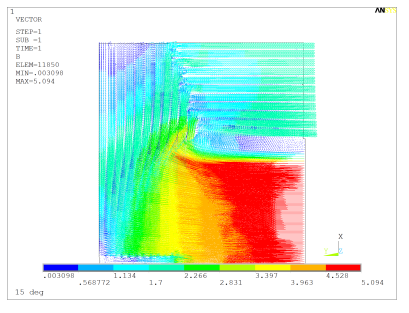 1
AN
VECTOR
STEP=1
SUB =1
TIME=1
B
ELEM=11850
MIN=.003098
MAX=5.094
X
.003098 1.134 2.266 3.397 4.528
.568772 1.7 2.831 3.963 5.094
15 deg